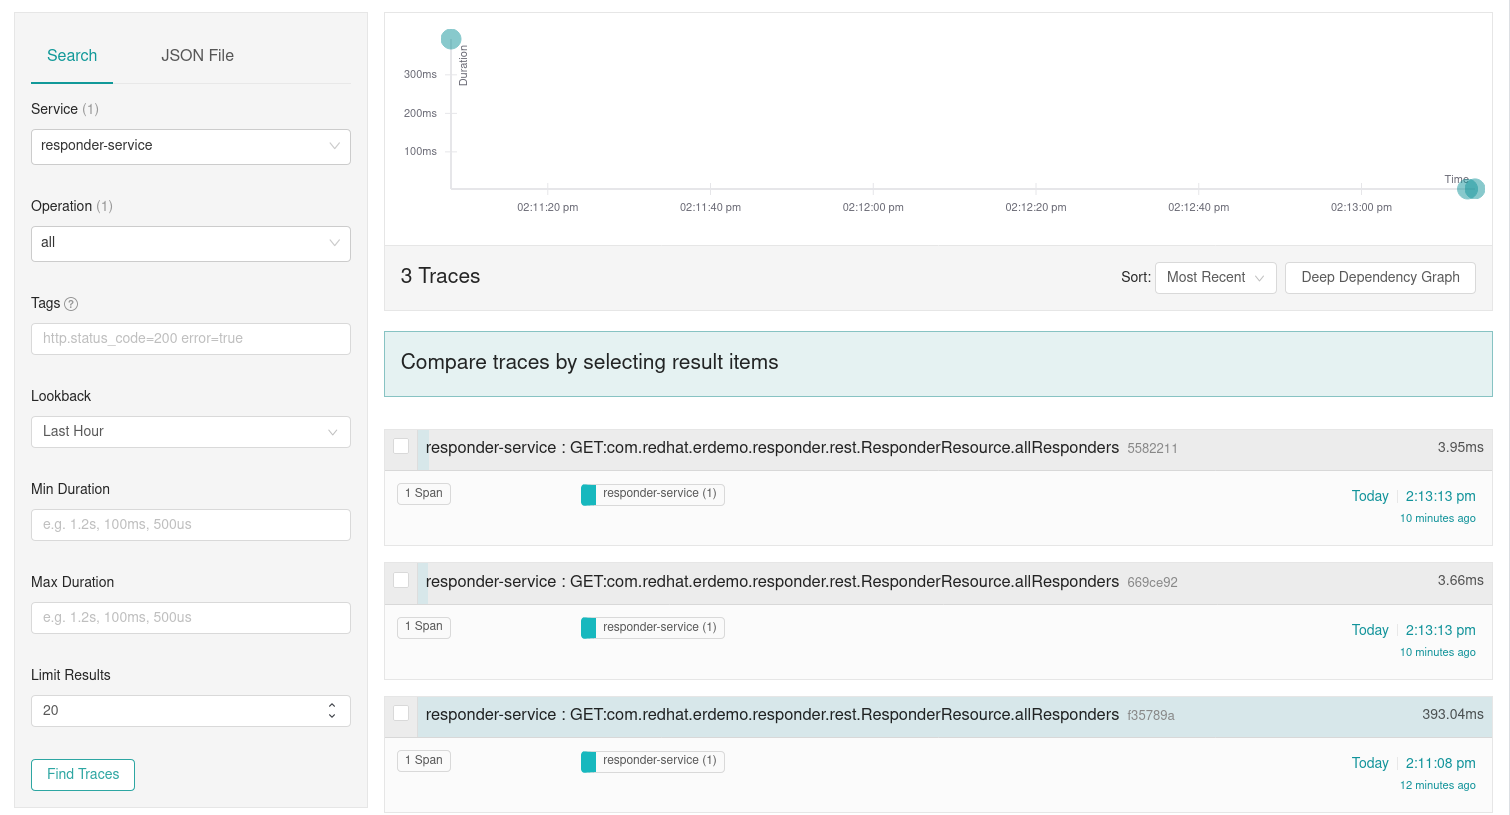 Search
JSON File
Service (1)
responder-service
Operation (1)
all
Tags ?
http.status_code=200 error=true
Lookback
Last Hour
Min Duration
e.g. 1.2s, 100ms, 500us
Max Duration
e.g. 1.2s, 100ms, 500us
Limit Results
20
Find Traces
Duration
300ms
200ms
100ms
Time
02:11:20 pm
02:11:40 pm
02:12:00 pm
02:12:20 pm
02:12:40 pm
02:13:00 pm
3 Traces
Sort: Most Recent
Deep Dependency Graph
Compare traces by selecting result items
responder-service : GET:com.redhat.erdemo.responder.rest.ResponderResource.allResponders 5582211 3.95ms
1 Span responder-service (1) Today 2:13:13 pm
10 minutes ago
responder-service : GET:com.redhat.erdemo.responder.rest.ResponderResource.allResponders 669ce92 3.66ms
1 Span responder-service (1) Today 2:13:13 pm
10 minutes ago
responder-service : GET:com.redhat.erdemo.responder.rest.ResponderResource.allResponders f35789a 393.04ms
1 Span responder-service (1) Today 2:11:08 pm
12 minutes ago